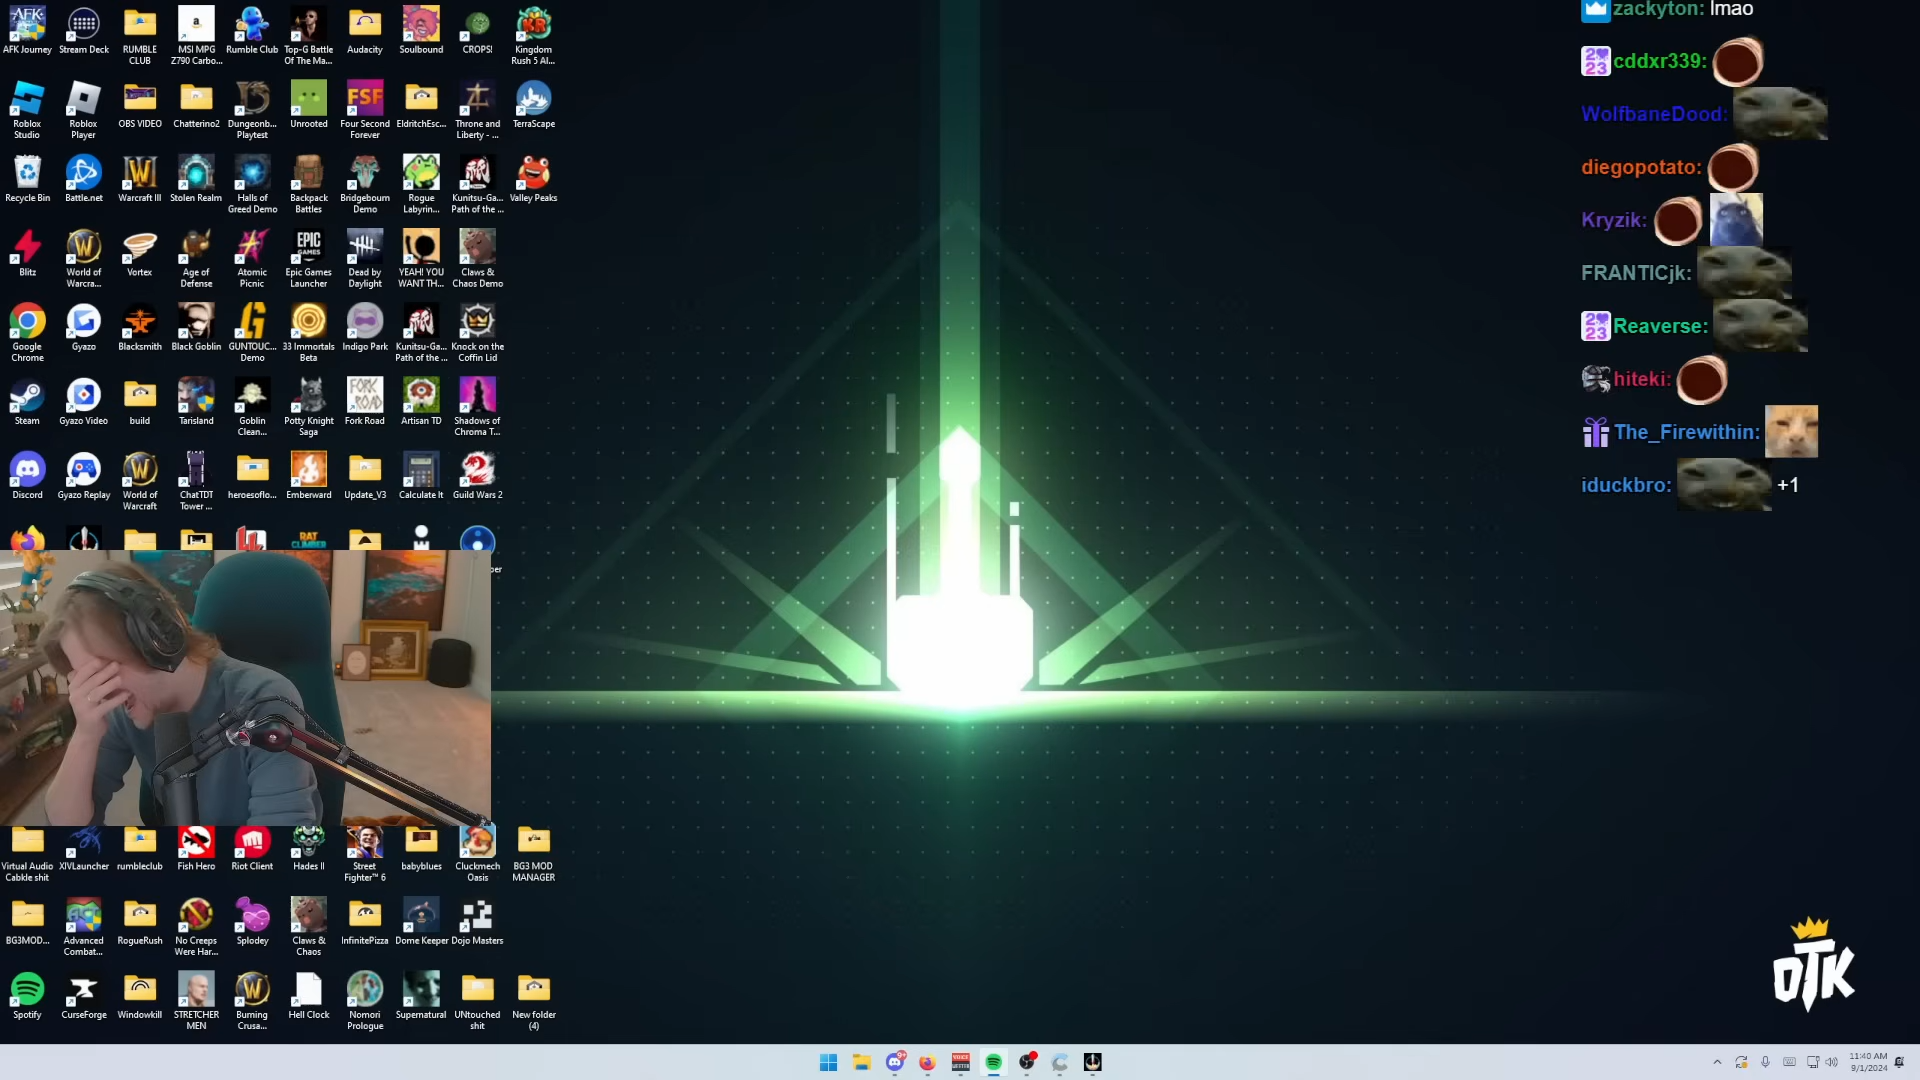 AFK Journey
Stream Deck
RUMBLE
CLUB
MSI MPG
Z790 Carbo...
Rumble Club
Top-G Battle
Of The Ma...
Audacity
Soulbound
CROPS!
Kingdom
Rush 5 Al...
Roblox
Studio
Roblox
Player
OBS VIDEO
Chatterino2
Dungeonb...
Playtest
Unrooted
FSF
Four Second
Forever
EldritchEsc...
Throne and
Liberty - ...
TerraScape
Recycle Bin
Battle.net
Warcraft III
Stolen Realm
Halls of
Greed Demo
Backpack
Battles
Bridgebourn
Demo
Rogue
Labyrin...
Kunitsu-Ga...
Path of the ...
Valley Peaks
Blitz
World of
Warcra...
Vortex
Age of
Defense
Atomic
Picnic
EPIC
GAMES
Epic Games
Launcher
Dead by
Daylight
YEAH! YOU
WANT TH...
Claws &
Chaos Demo
Google
Chrome
Gyazo
Blacksmith
Black Goblin
GUNTOUC...
Demo
33 Immortals
Beta
Indigo Park
Kunitsu-Ga...
Path of the ...
Knock on the
Coffin Lid
Steam
Gyazo Video
build
Tarisland
Goblin
Clean...
Potty Knight
Saga
FORK
ROAD
Fork Road
Artisan TD
Shadows of
Chroma T...
Discord
Gyazo Replay
World of
Warcraft
ChatTDT
Tower ...
heroesoflo...
Emberward
Update_V3
Calculate It
Guild Wars 2
RAT
CLIMBER
Virtual Audio
Cabkle shit
XIVLauncher
rumbleclub
Fish Hero
Riot Client
Hades II
Street
Fighter™ 6
babyblues
Cluckmech
Oasis
BG3 MOD
MANAGER
BG3MOD...
Advanced
Combat...
RogueRush
No Creeps
Were Har...
Splodey
Claws &
Chaos
InfinitePizza
Dome Keeper
Dojo Masters
Spotify
CurseForge
Windowkill
STRETCHER
MEN
Burning
Crusa...
Hell Clock
Nomori
Prologue
Supernatural
UNtouched
shit
New folder
(4)
zackyton: lmao
cddxr339:
WolfbaneDood:
diegopotato:
Kryzik:
FRANTICjk:
Reaverse:
hiteki:
The_Firewithin:
iduckbro: +1
OTK
11:40 AM
9/1/2024